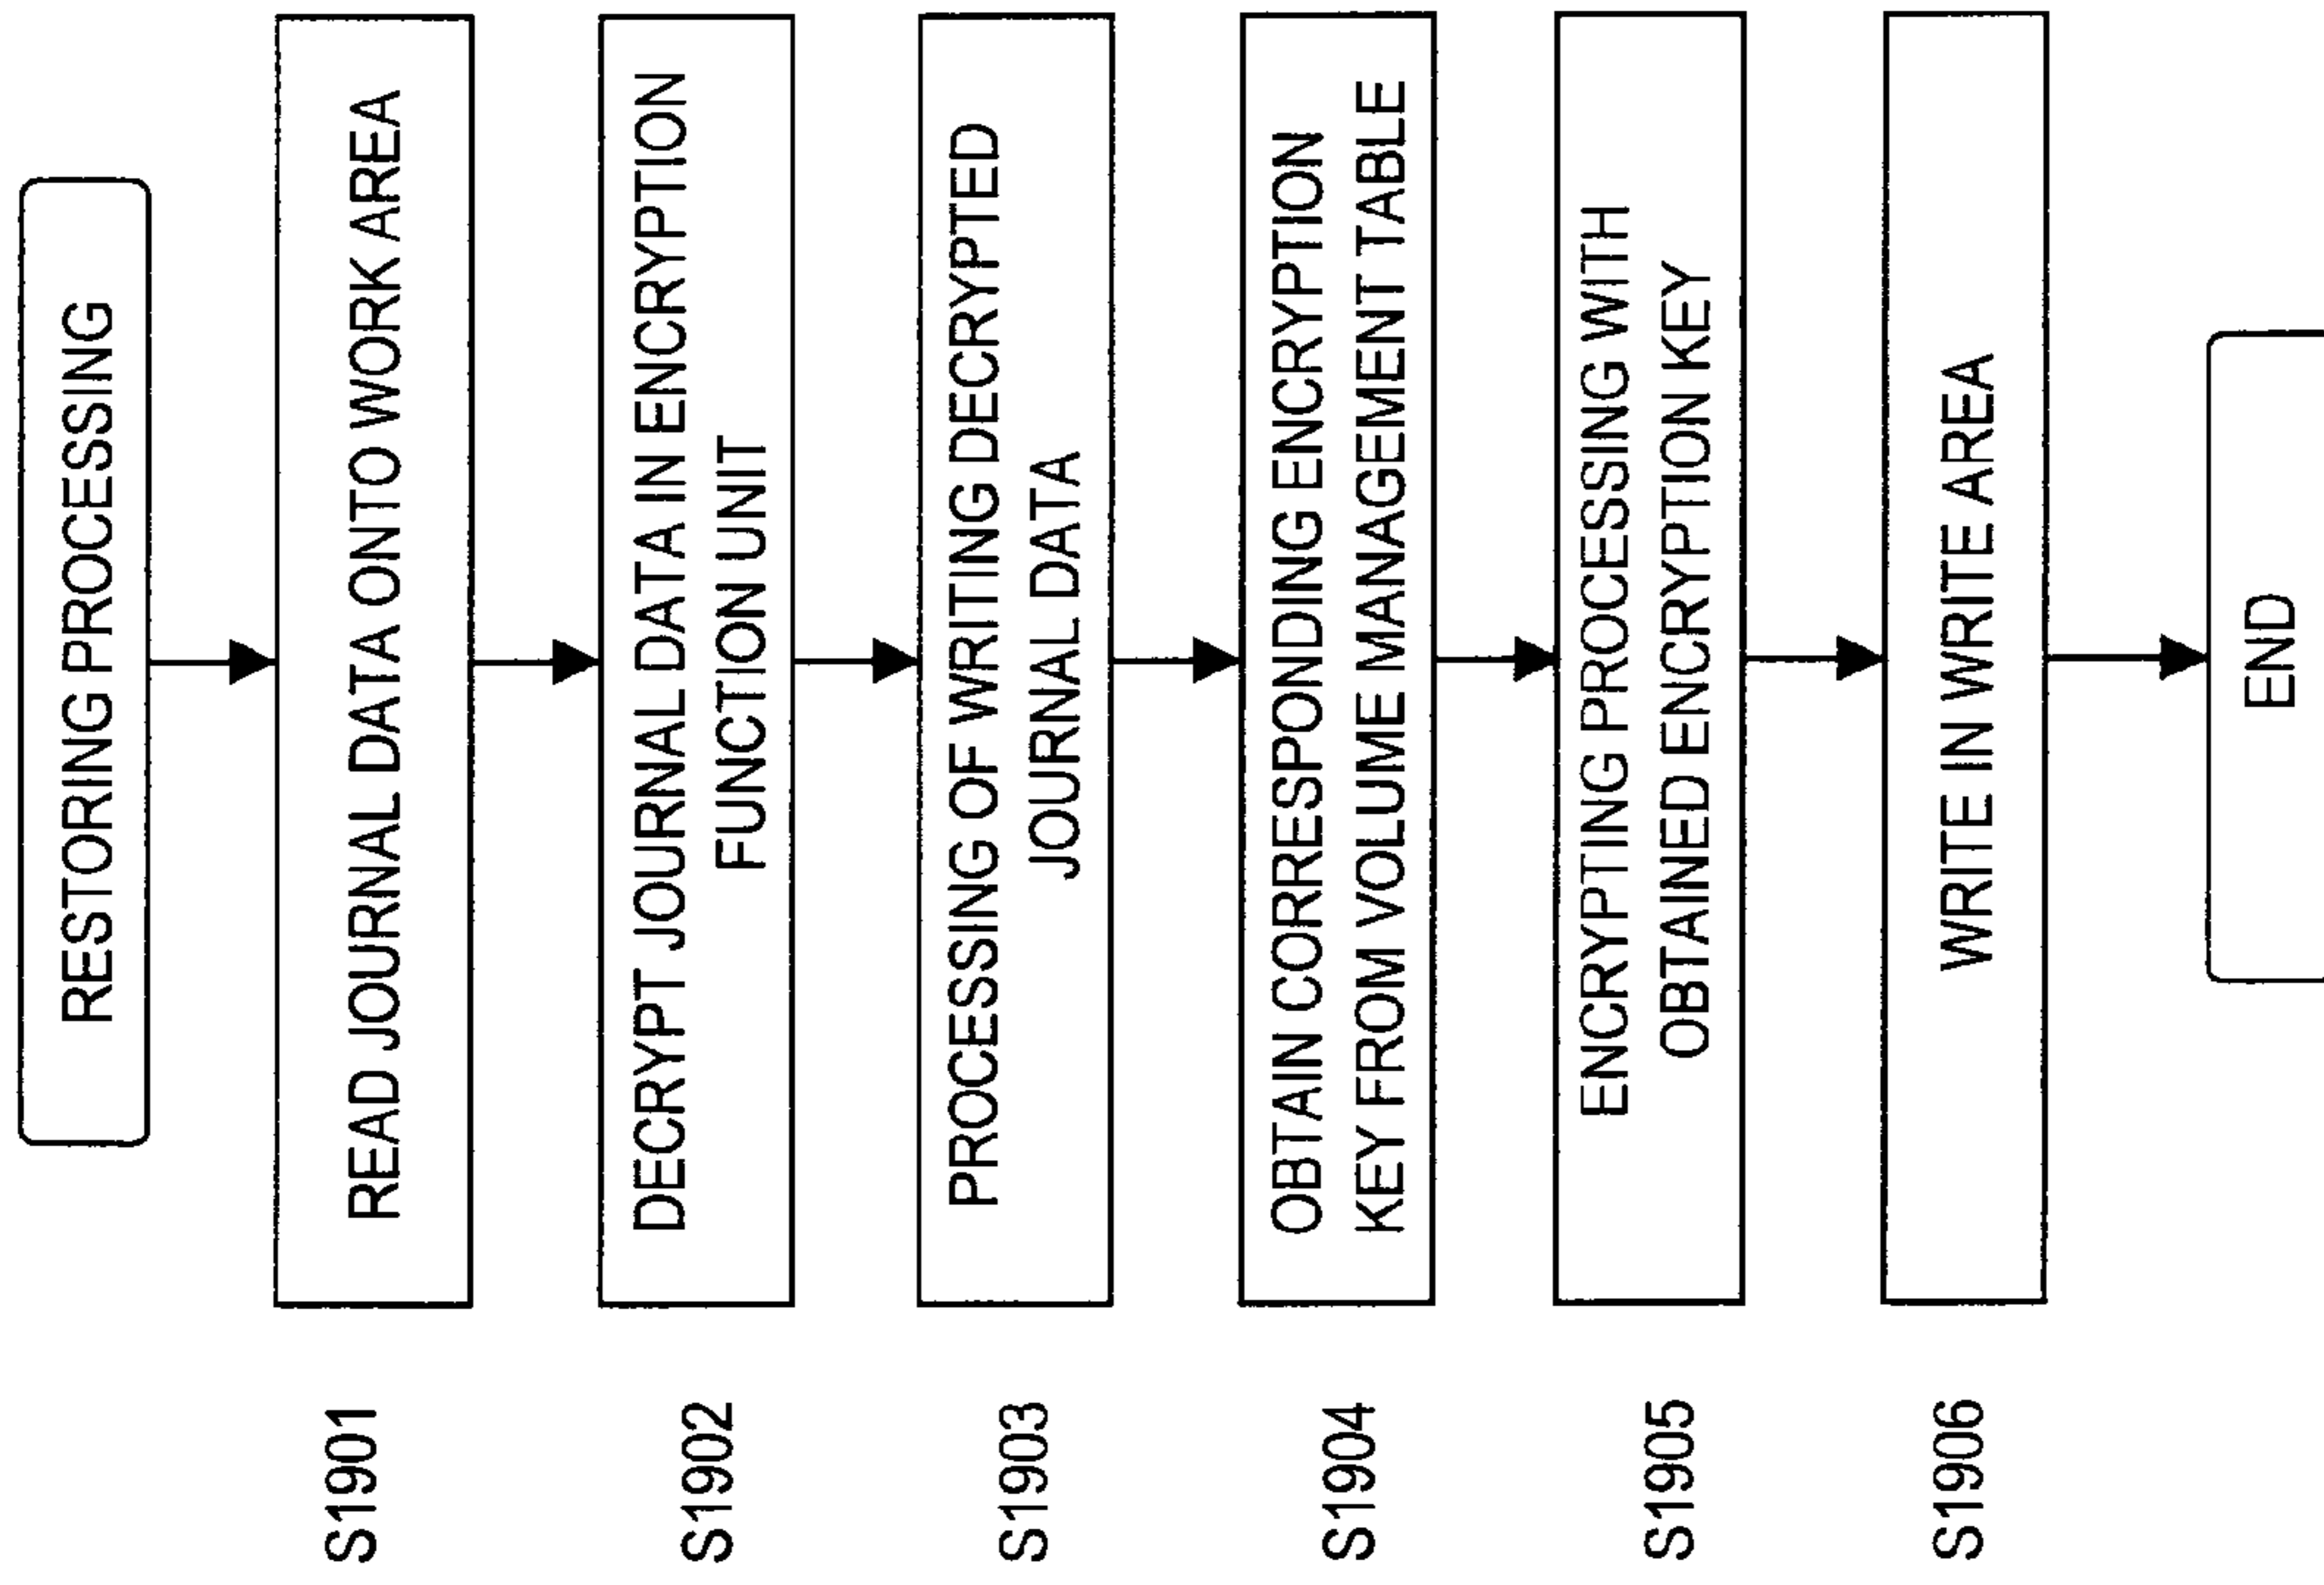 RESTORING PROCESSING
S1901
READ JOURNAL DATA ONTO WORK AREA
S1902
DECRYPT JOURNAL DATA IN ENCRYPTION
FUNCTION UNIT
S1903
PROCESSING OF WRITING DECRYPTED
JOURNAL DATA
S1904
OBTAIN CORRESPONDING ENCRYPTION
KEY FROM VOLUME MANAGEMENT TABLE
S1905
ENCRYPTING PROCESSING WITH
OBTAINED ENCRYPTION KEY
S1906
WRITE IN WRITE AREA
END